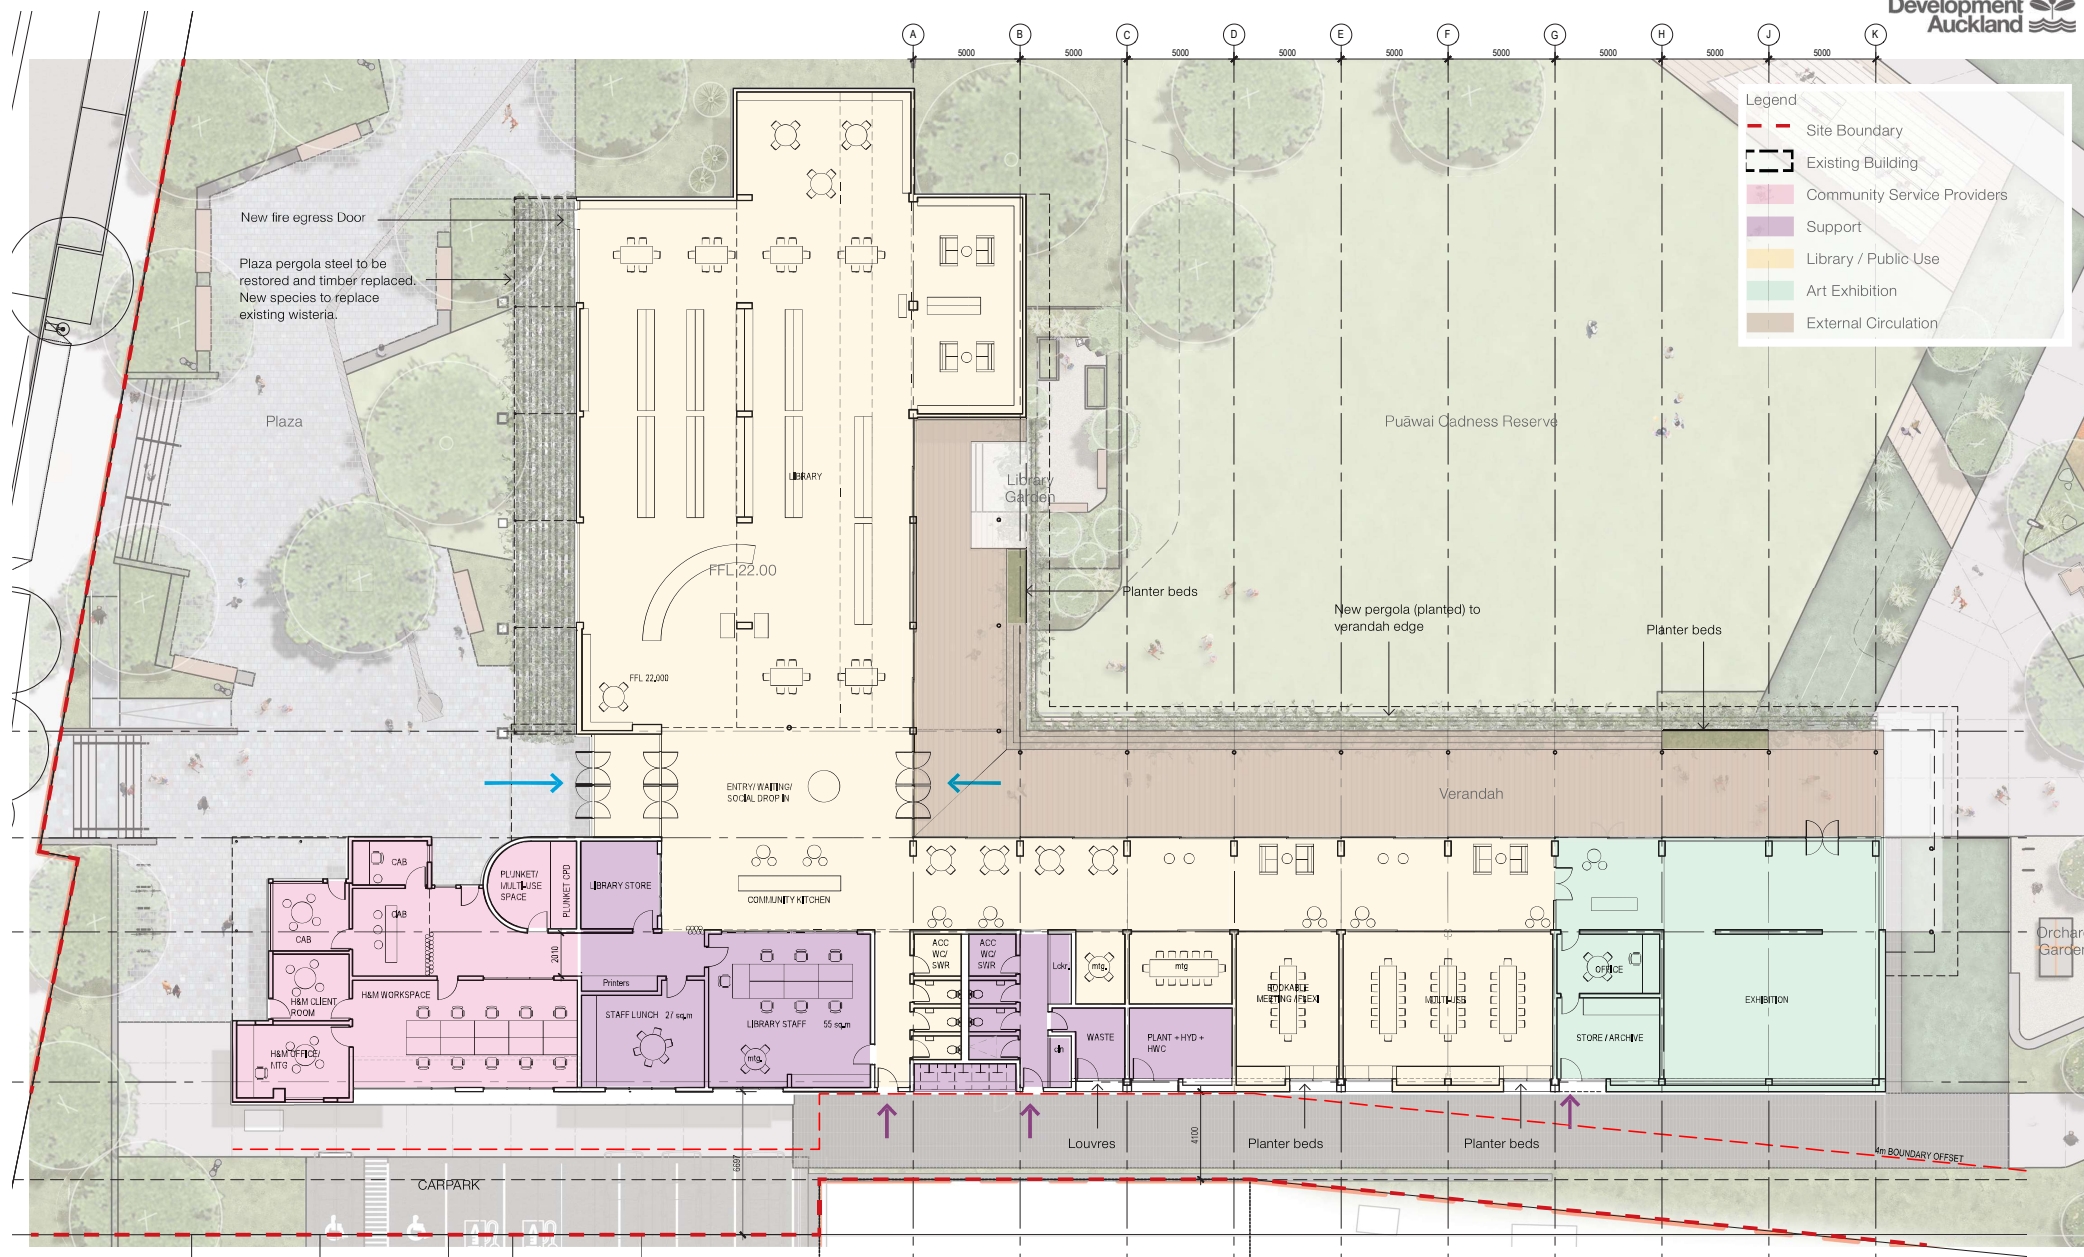 Development
Auckland
A
B
C
D
E
F
G
H
J
K
5000
5000
5000
5000
5000
5000
5000
5000
5000
Legend
Site Boundary
Existing Building
Community Service Providers
Support
Library / Public Use
Art Exhibition
External Circulation
New fire egress Door
Plaza pergola steel to be
restored and timber replaced.
New species to replace
existing wisteria.
Plaza
Puāwai Cadness Reserve
LIBRARY
Library
Garden
FFL 22.00
Planter beds
New pergola (planted) to
verandah edge
Planter beds
FFL 22.000
ENTRY/ WAITING/
SOCIAL DROP IN
Verandah
CAB
PLUNKET/
MULTI-USE
SPACE
PLUNKET CPD
LIBRARY STORE
COMMUNITY KITCHEN
CAB
CAB
2010
ACC
WC/
SWR
ACC
WC/
SWR
Lckr.
mtg.
mtg
Orchard
Garden
OFFICE
Printers
H&M CLIENT
ROOM
H&M WORKSPACE
BOOKABLE
MEETING / FLEXI
MULTI-USE
EXHIBITION
STAFF LUNCH 27 sq.m
LIBRARY STAFF 55 sq.m
WASTE
PLANT + HYD +
HWC
STORE / ARCHIVE
H&M OFFICE/
MTG
mtg.
cln
Louvres
Planter beds
Planter beds
4100
6697
4m BOUNDARY OFFSET
CARPARK